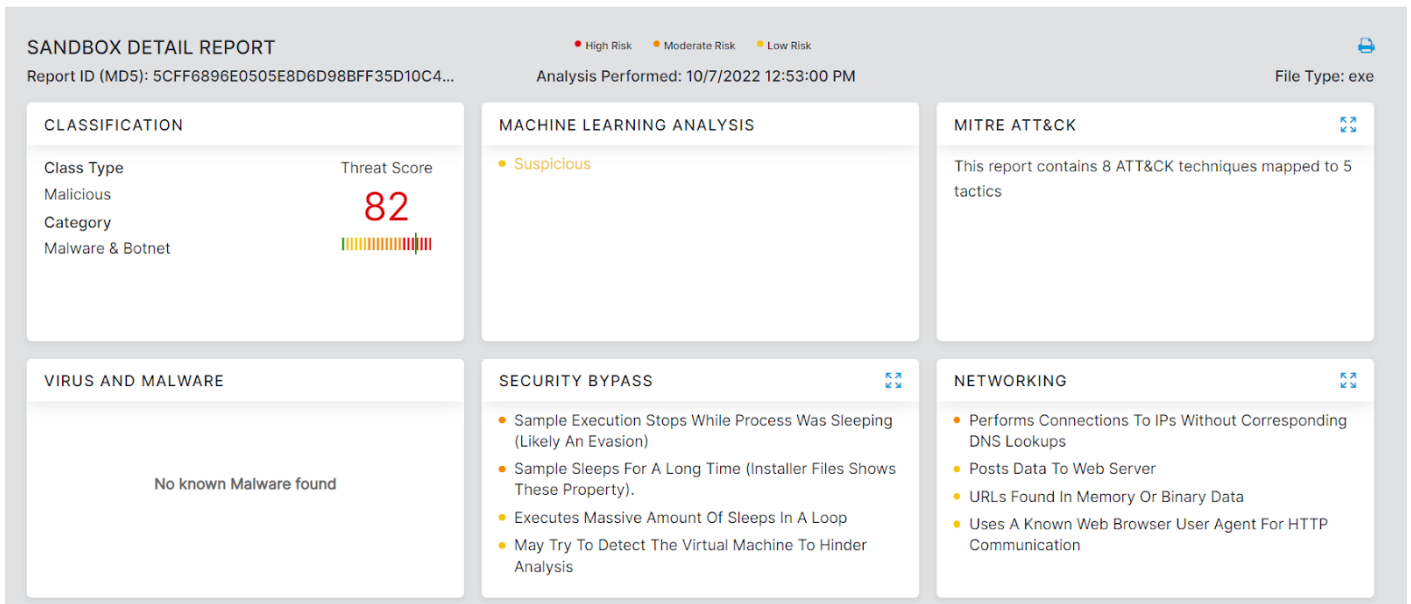 SANDBOX DETAIL REPORT
High Risk Moderate Risk Low Risk
Report ID (MD5): 5CFF6896E0505E8D6D98BFF35D10C4...
Analysis Performed: 10/7/2022 12:53:00 PM
File Type: exe
CLASSIFICATION
Class Type
Threat Score
Malicious
82
Category
Malware & Botnet
MACHINE LEARNING ANALYSIS
Suspicious
MITRE ATT&CK
This report contains 8 ATT&CK techniques mapped to 5
tactics
VIRUS AND MALWARE
No known Malware found
SECURITY BYPASS
Sample Execution Stops While Process Was Sleeping
(Likely An Evasion)
Sample Sleeps For A Long Time (Installer Files Shows
These Property).
Executes Massive Amount Of Sleeps In A Loop
May Try To Detect The Virtual Machine To Hinder
Analysis
NETWORKING
Performs Connections To IPs Without Corresponding
DNS Lookups
Posts Data To Web Server
URLs Found In Memory Or Binary Data
Uses A Known Web Browser User Agent For HTTP
Communication